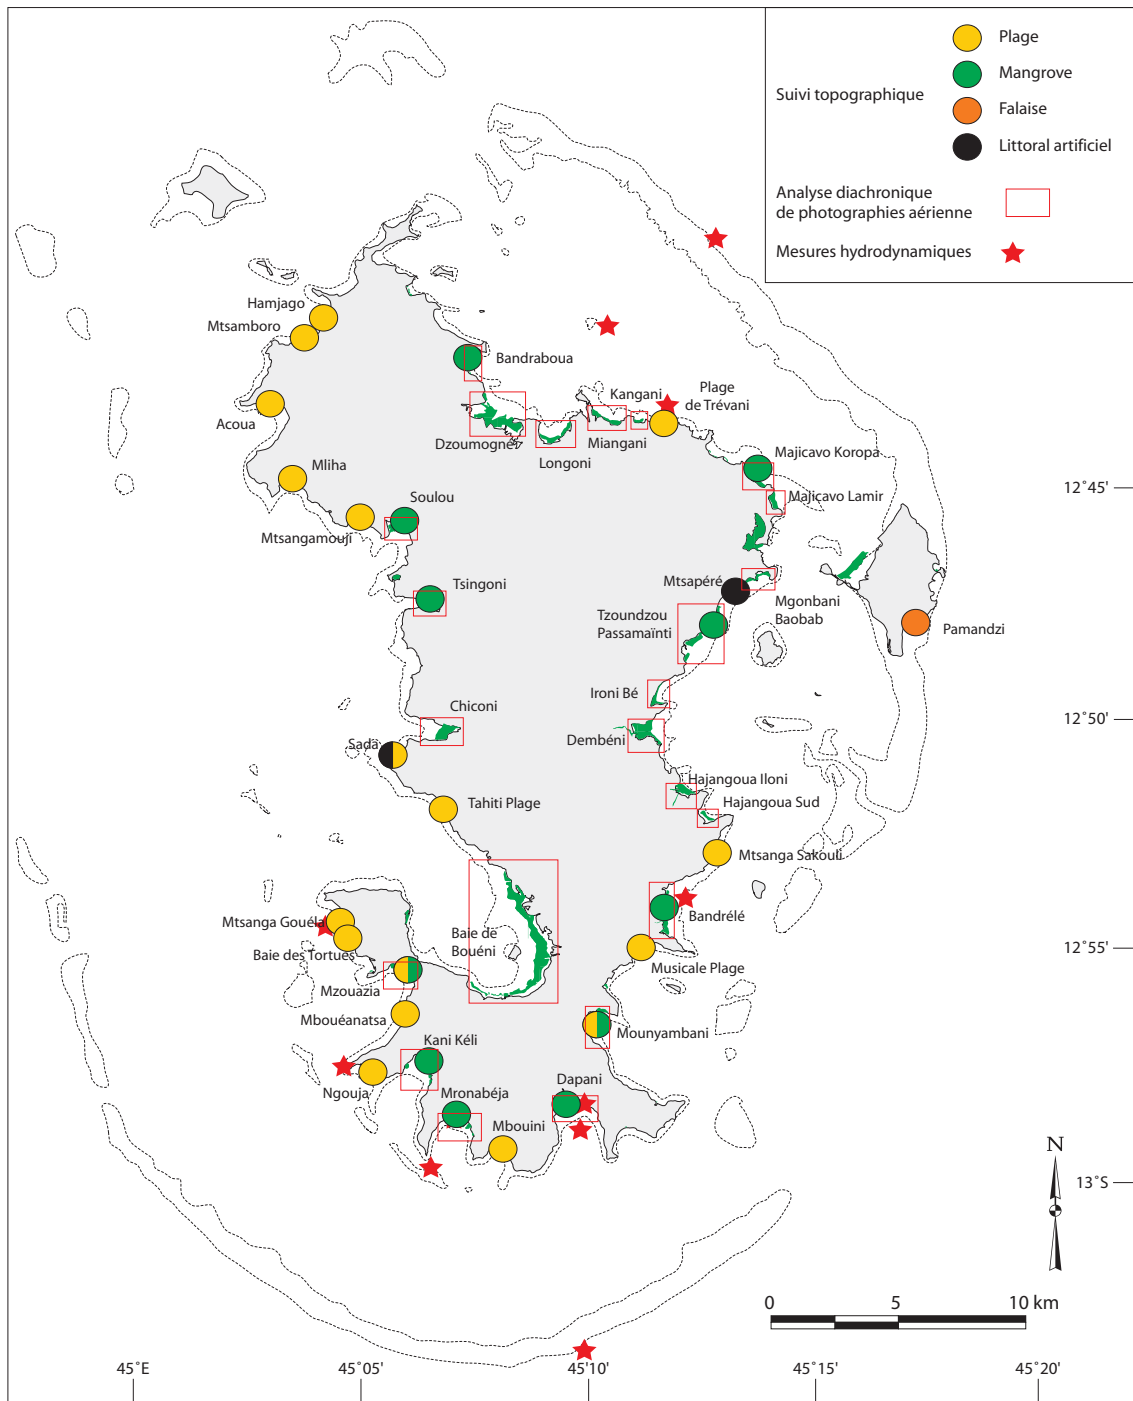 Plage
Mangrove
Suivi topographique
Falaise
Littoral artificiel
Analyse diachronique
de photographies aérienne
Mesures hydrodynamiques
Hamjago
Mtsamboro
Bandraboua
Kangani
Plage
de Trévani
Acoua
Dzoumogné
Miangani
Longoni
Majicavo Koropa
Mliha
12˚45'
Majicavo Lamir
Soulou
Mtsangamouji
Mtsapéré
Tsingoni
Mgonbani
Baobab
Tzoundzou
Passamaïnti
Pamandzi
Ironi Bé
Chiconi
12˚50'
Dembéni
Sada
Hajangoua Iloni
Tahiti Plage
Hajangoua Sud
Mtsanga Sakouli
Mtsanga Gouéla
Bandrélé
Baie de
Bouéni
Baie des Tortues
12˚55'
Musicale Plage
Mzouazia
Mbouéanatsa
Mounyambani
Kani Kéli
Ngouja
Mronabéja
Dapani
Mbouini
N
13˚S
0
5
10 km
45˚E
45˚05'
45˚10'
45˚15'
45˚20'